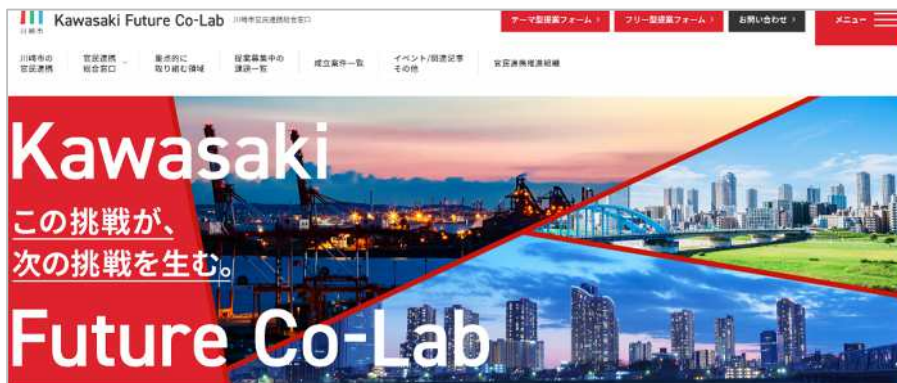 川崎市
Kawasaki Future Co-Lab
川崎市官民連携総合窓口
テーマ型提案フォーム
フリー型提案フォーム
お問い合わせ
メニュー
川崎市の
官民連携
官民連携
総合窓口
重点的に
取り組む領域
提案募集中の
課題一覧
成立案件一覧
イベント/関連記事
その他
官民連携推進組織
Kawasaki
この挑戦が、
次の挑戦を生む。
Future Co-Lab